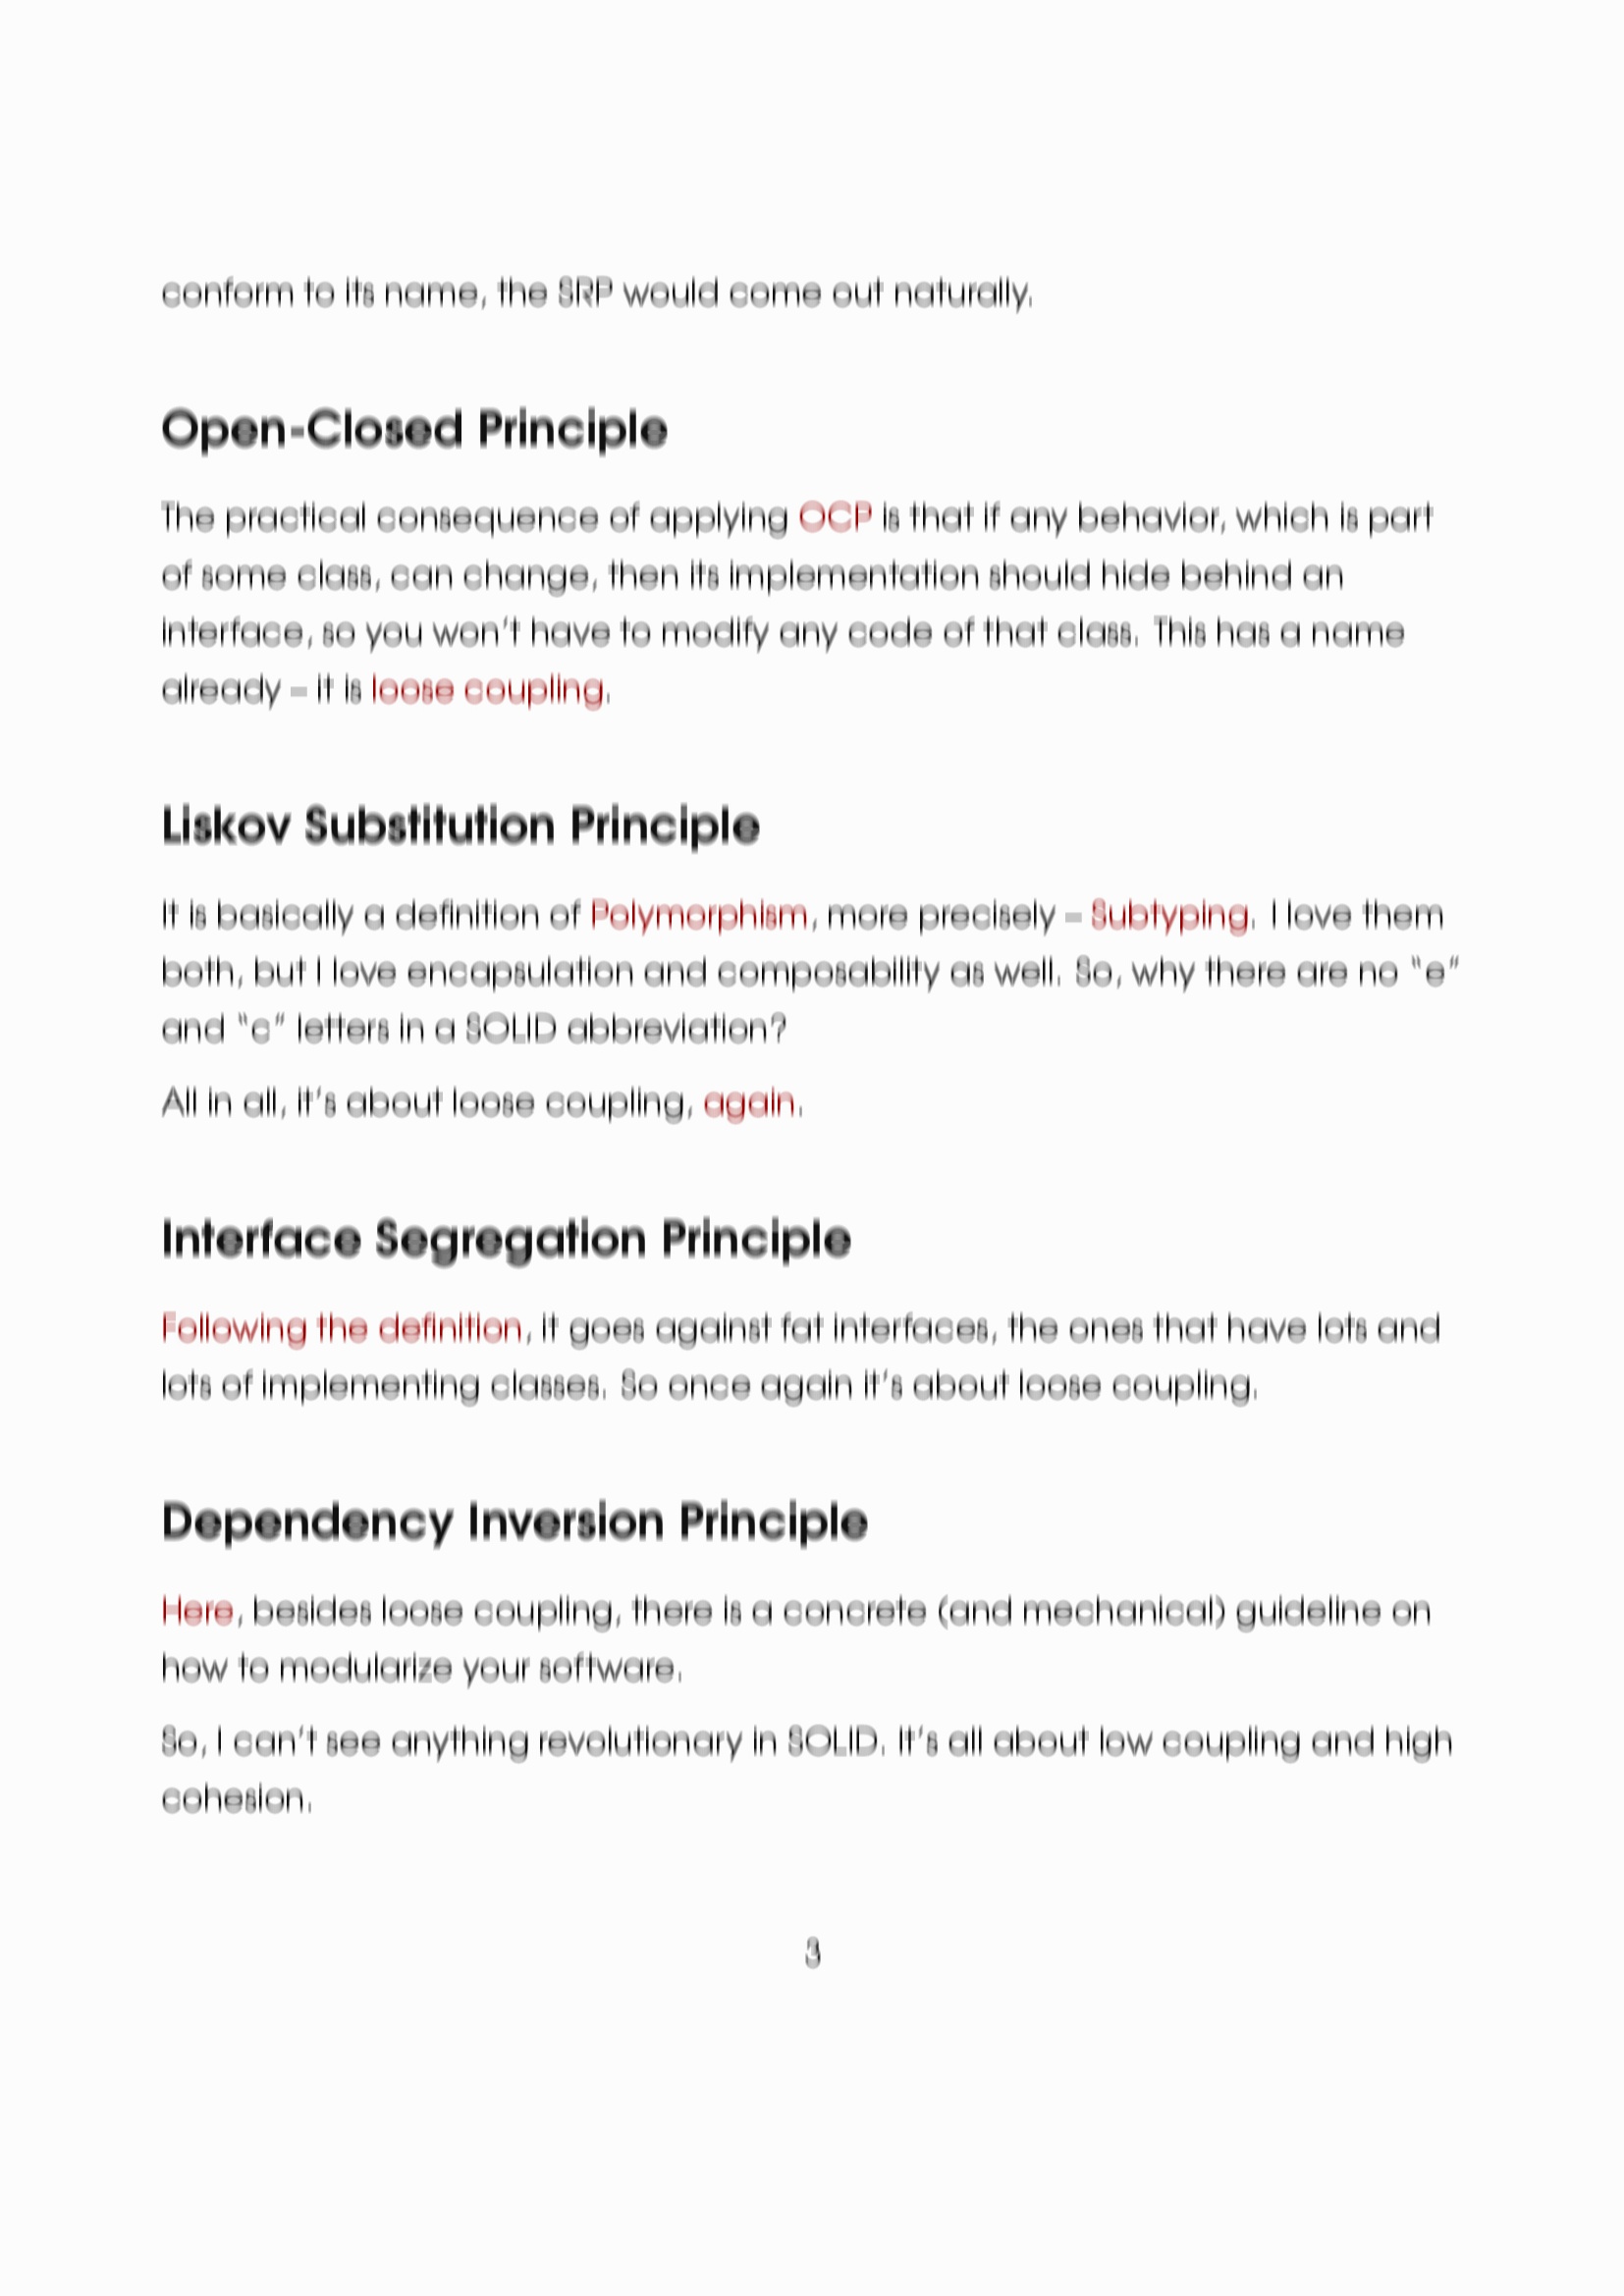 conform to its name, the SRP would come out naturally.
Open-Closed Principle
The practical consequence of applying OCP is that if any behavior, which is part
of some class, can change, then its implementation should hide behind an
interface, so you won't have to modify any code of that class. This has a name
already – it is loose coupling.
Liskov Substitution Principle
It is basically a definition of Polymorphism, more precisely – Subtyping. I love them
both, but I love encapsulation and composability as well. So, why there are no “e”
and “c” letters in a SOLID abbreviation?
All in all, it's about loose coupling, again.
Interface Segregation Principle
Following the definition, it goes against fat interfaces, the ones that have lots and
lots of implementing classes. So once again it's about loose coupling.
Dependency Inversion Principle
Here, besides loose coupling, there is a concrete (and mechanical) guideline on
how to modularize your software.
So, I can't see anything revolutionary in SOLID. It's all about low coupling and high
cohesion.
3